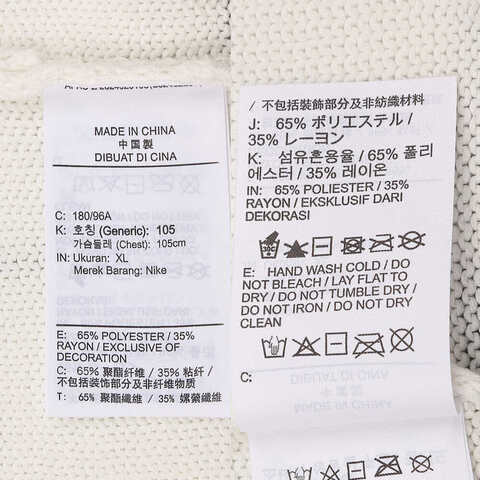 MADE IN CHINA
中國製
DIBUAT DI CINA
C: 180/96A
K: 호칭 (Generic): 105
가슴둘레 (Chest): 105cm
IN: Ukuran: XL
Merek Barang: Nike
E: 65% POLYESTER / 35%
RAYON / EXCLUSIVE OF
DECORATION
C: 65% 聚酯纤维 / 35% 粘纤 /
不包括装饰部分及非纤维物质
T: 65% 聚酯纖維 / 35% 嫘縈纖維
/ 不包括裝飾部分及非紡織材料
J: 65% ポリエステル /
35% レーヨン
K: 섬유혼용율 / 65% 폴리
에스터 / 35% 레이온
IN: 65% POLIESTER / 35%
RAYON / EKSKLUSIF DARI
DEKORASI
30C
E: HAND WASH COLD / DO
NOT BLEACH / LAY FLAT TO
DRY / DO NOT TUMBLE DRY /
DO NOT IRON / DO NOT DRY
CLEAN
C: